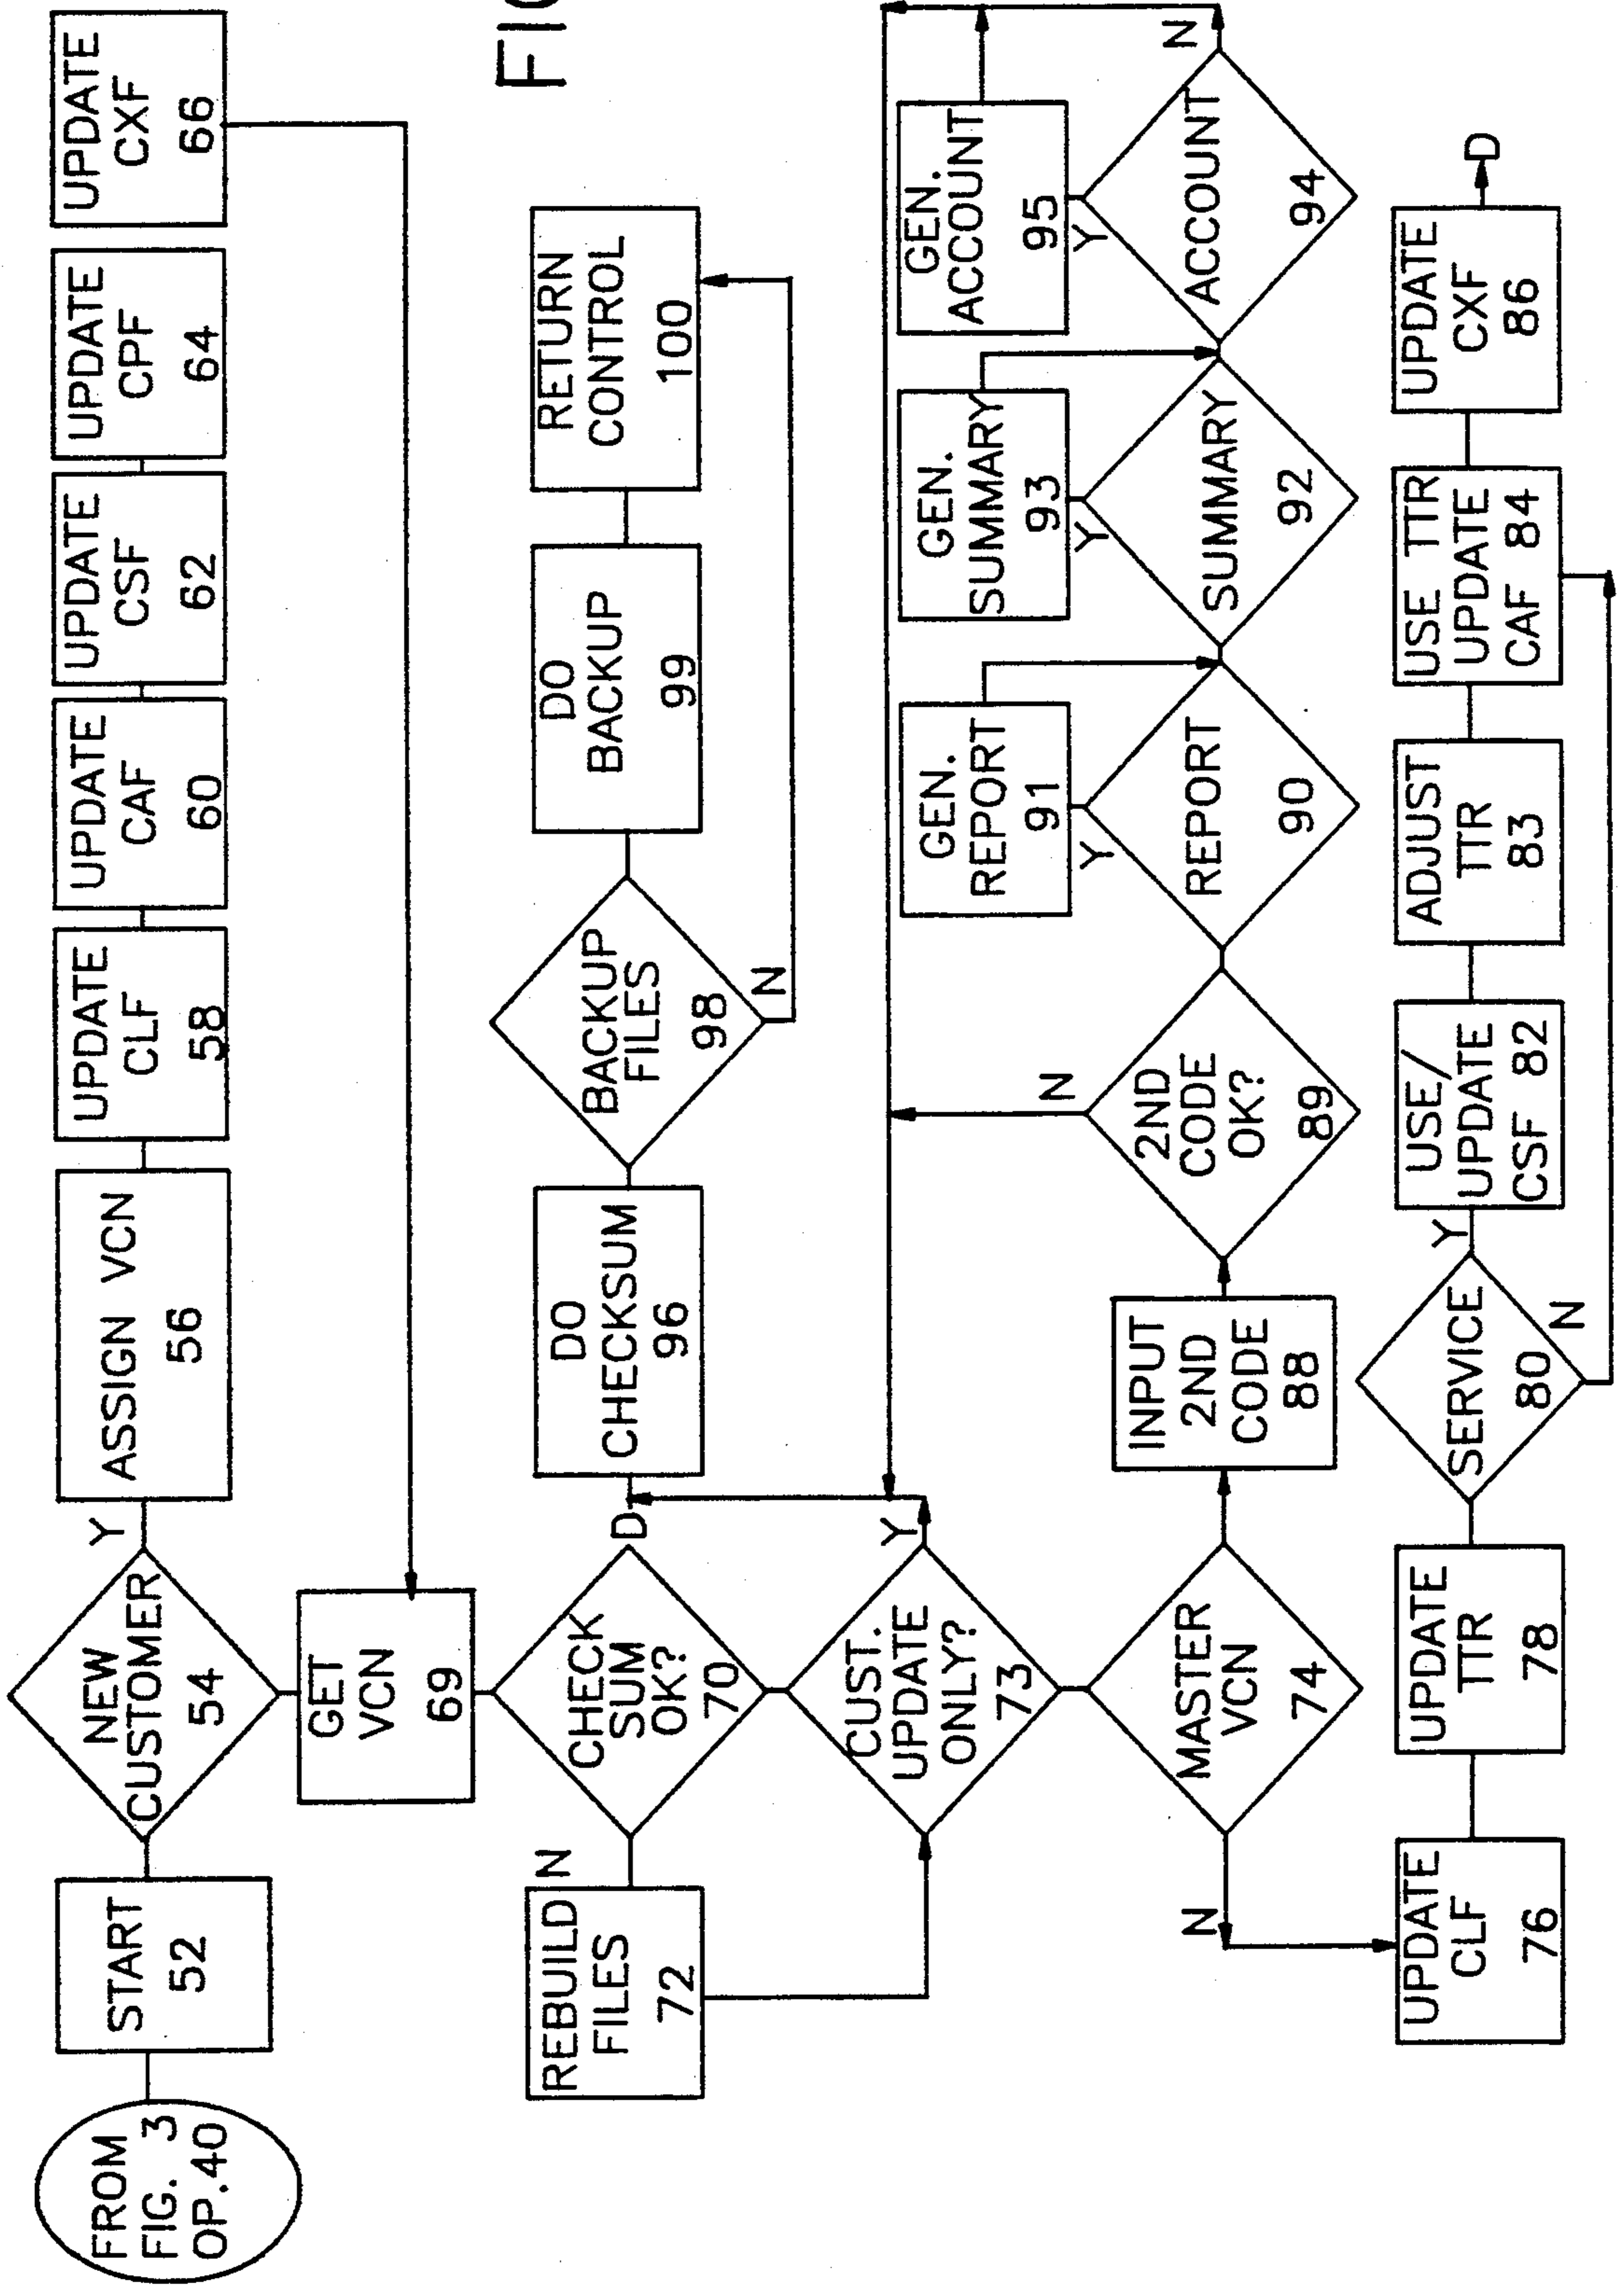 FROM
FIG. 3
OP.40
START
52
NEW
CUSTOMER
54
Y
ASSIGN VCN
56
UPDATE
CLF
58
UPDATE
CAF
60
UPDATE
CSF
62
UPDATE
CPF
64
UPDATE
CXF
66
GET
VCN
69
FIG
REBUILD
FILES
72
N
CHECK
SUM
OK?
70
D
DO
CHECKSUM
96
BACKUP
FILES
98
N
DO
BACKUP
99
RETURN
CONTROL
100
CUST.
UPDATE
ONLY?
73
Y
MASTER
VCN
74
N
INPUT
2ND
CODE
88
2ND
CODE
OK?
89
N
GEN.
REPORT
91
Y
REPORT
90
GEN.
SUMMARY
93
Y
SUMMARY
92
GEN.
ACCOUNT
95
Y
ACCOUNT
94
N
UPDATE
CLF
76
UPDATE
TTR
78
SERVICE
80
Y
N
USE/
UPDATE
CSF 82
ADJUST
TTR
83
USE TTR
UPDATE
CAF 84
UPDATE
CXF
86
D